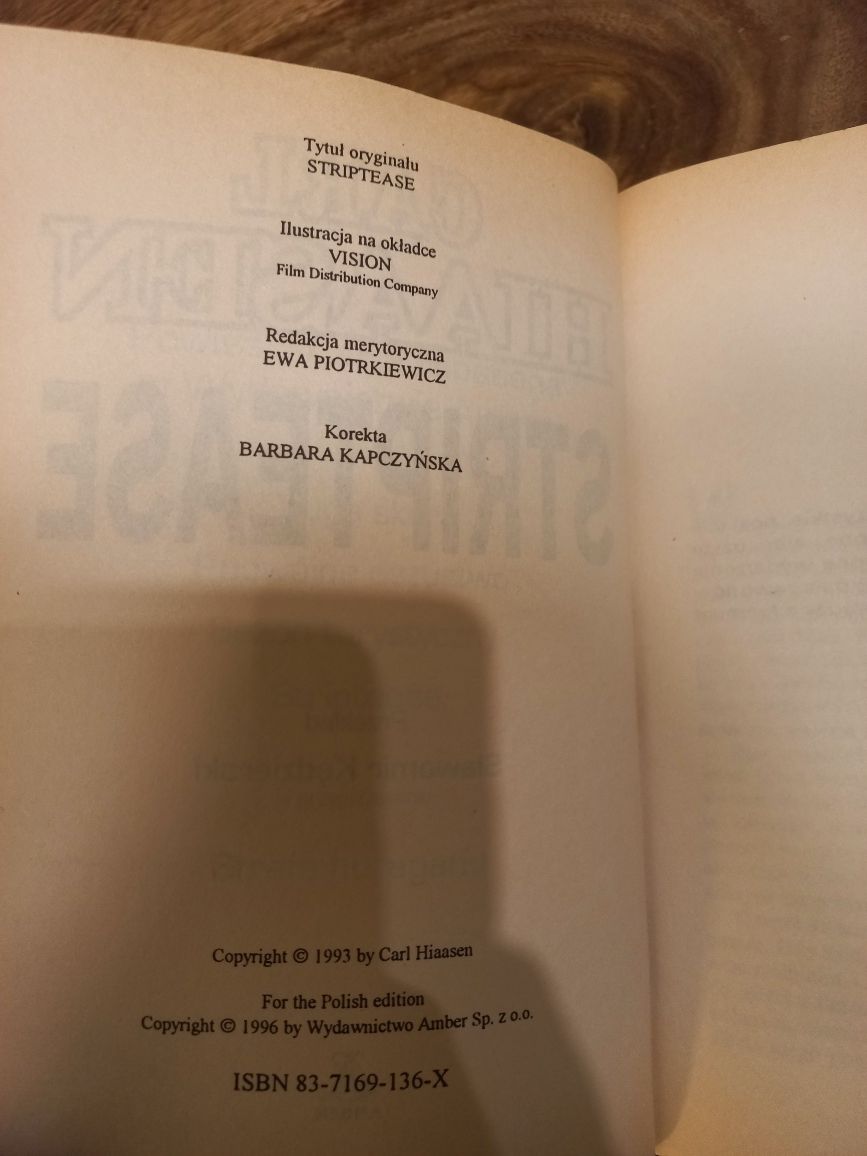 Tytuł oryginału
STRIPTEASE
Ilustracja na okładce
VISION
Film Distribution Company
Redakcja merytoryczna
EWA PIOTRKIEWICZ
Korekta
BARBARA KAPCZYŃSKA
Copyright © 1993 by Carl Hiaasen
For the Polish edition
Copyright © 1996 by Wydawnictwo Amber Sp. z o.o.
ISBN 83-7169-136-X